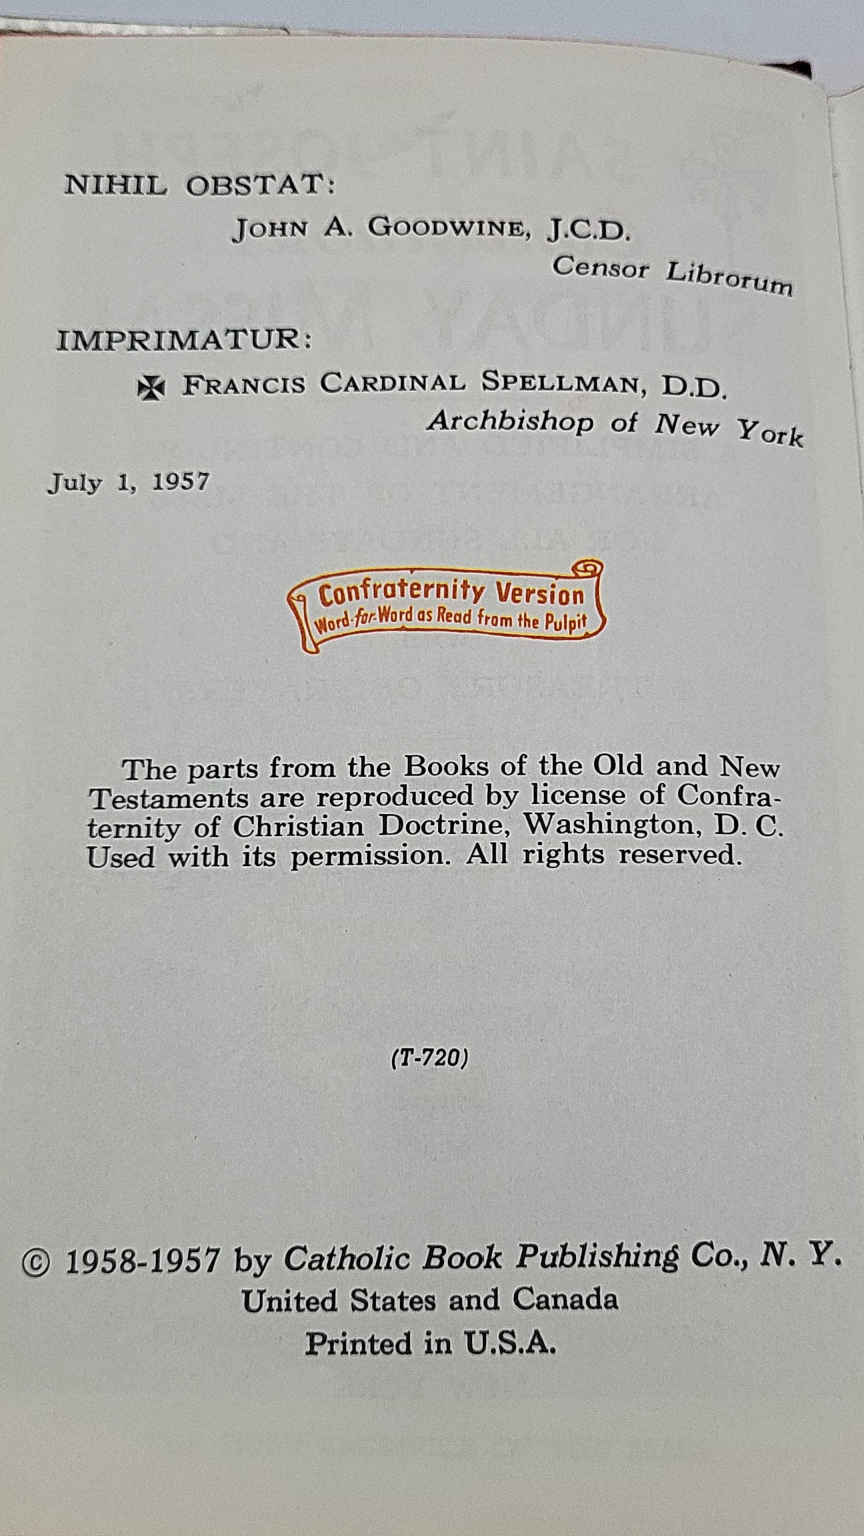 NIHIL OBSTAT:
JOHN A. GOODWINE, J.C.D.
Censor Librorum
IMPRIMATUR:
✠ FRANCIS CARDINAL SPELLMAN, D.D.
Archbishop of New York
July 1, 1957
Confraternity Version
Word-for-Word as Read from the Pulpit
The parts from the Books of the Old and New
Testaments are reproduced by license of Confra-
ternity of Christian Doctrine, Washington, D. C.
Used with its permission. All rights reserved.
(T-720)
© 1958-1957 by Catholic Book Publishing Co., N. Y.
United States and Canada
Printed in U.S.A.